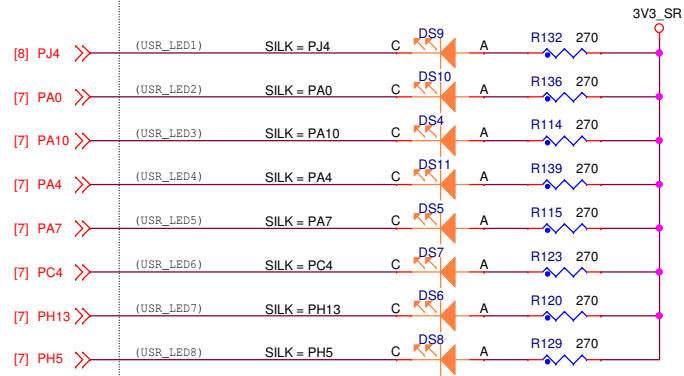 3V3_SR
[8] PJ4 (USR_LED1) SILK = PJ4 C DS9 A R132 270
[7] PA0 (USR_LED2) SILK = PA0 C DS10 A R136 270
[7] PA10 (USR_LED3) SILK = PA10 C DS4 A R114 270
[7] PA4 (USR_LED4) SILK = PA4 C DS11 A R139 270
[7] PA7 (USR_LED5) SILK = PA7 C DS5 A R115 270
[7] PC4 (USR_LED6) SILK = PC4 C DS7 A R123 270
[7] PH13 (USR_LED7) SILK = PH13 C DS6 A R120 270
[7] PH5 (USR_LED8) SILK = PH5 C DS8 A R129 270